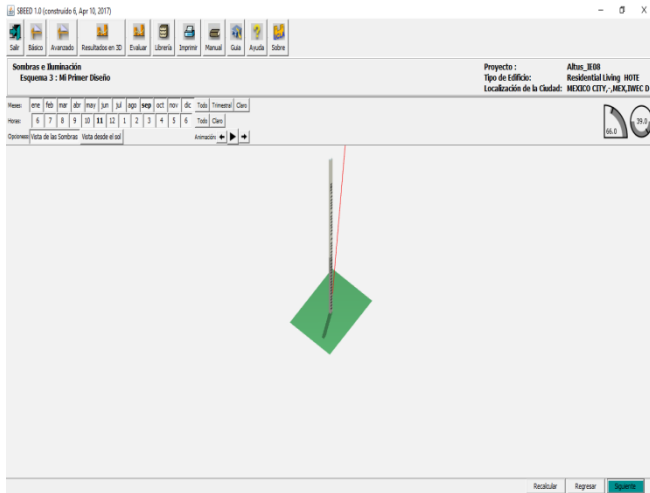 SBEED 1.0 (construido 6, Apr 10, 2017)
Salir Básico Avanzado Resultados en 3D Evaluar Librería Imprimir Manual Guia Ayuda Sobre
Sombras e Iluminación
Esquema 3 : Mi Primer Diseño
Proyecto : Altus_IE08
Tipo de Edificio: Residential Living HOTE
Localización de la Ciudad: MEXICO CITY,-,MEX,IWEC D
Meses: ene feb mar abr may jun jul ago sep oct nov dic Todo Trimestral Claro
Horas: 6 7 8 9 10 11 12 1 2 3 4 5 6 Todo Claro
Opciones: Vista de las Sombras Vista desde el sol Animación:
66.0 39.0
Recalcular Regresar Siguiente